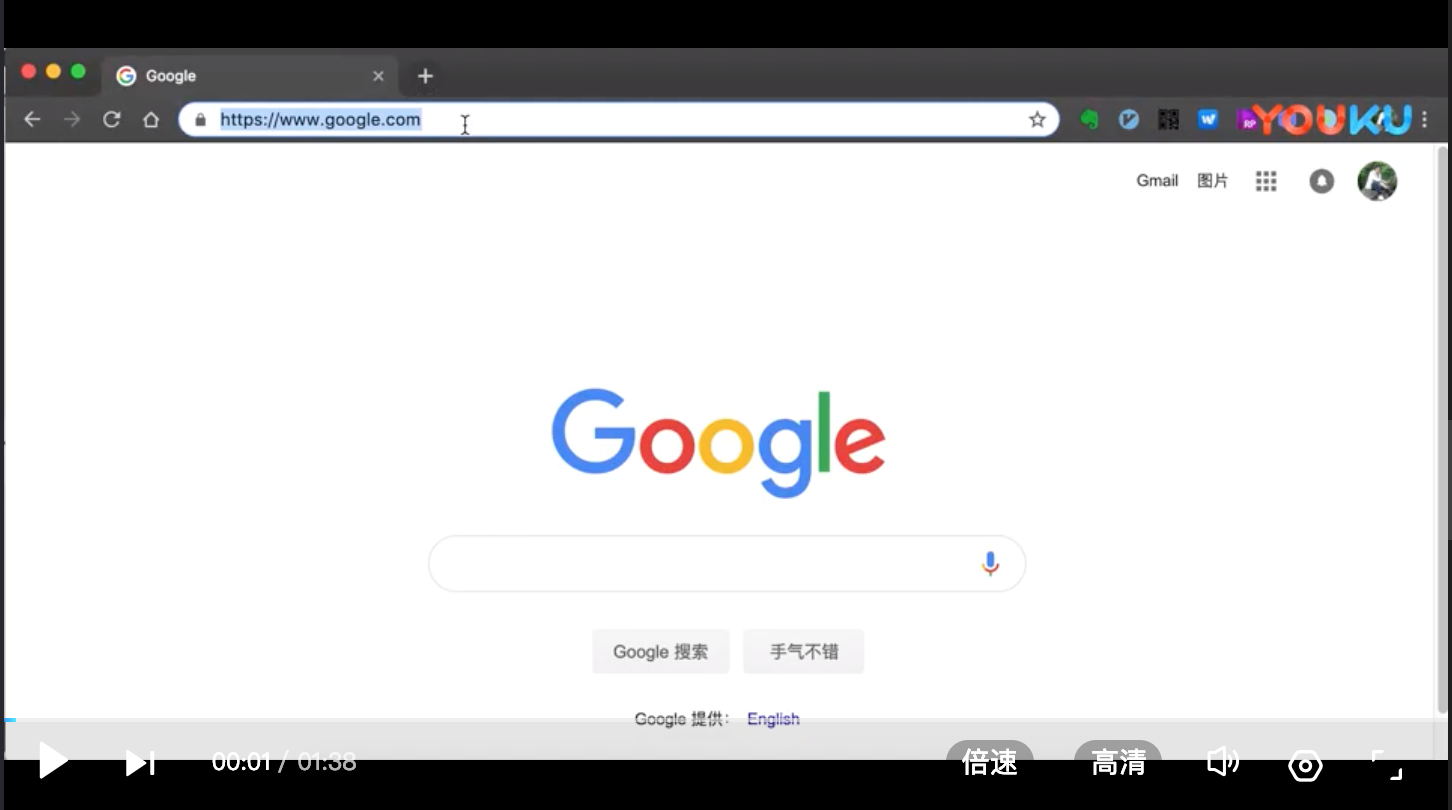 Google
https://www.google.com
W
RP
YOUKU
Gmail 图片
Google
Google 搜索 手气不错
Google 提供： English
00:01 / 01:38 倍速 高清